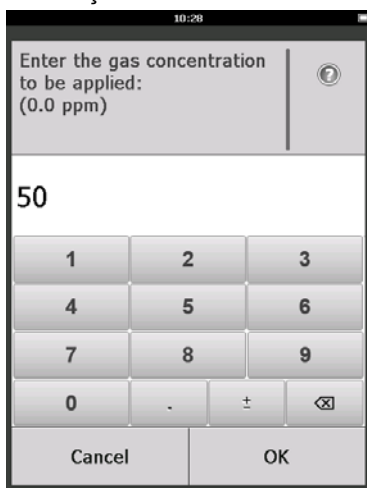 10:28
Enter the gas concentration
to be applied:
(0.0 ppm)
?
50
1 2 3
4 5 6
7 8 9
0 . ±
Cancel OK